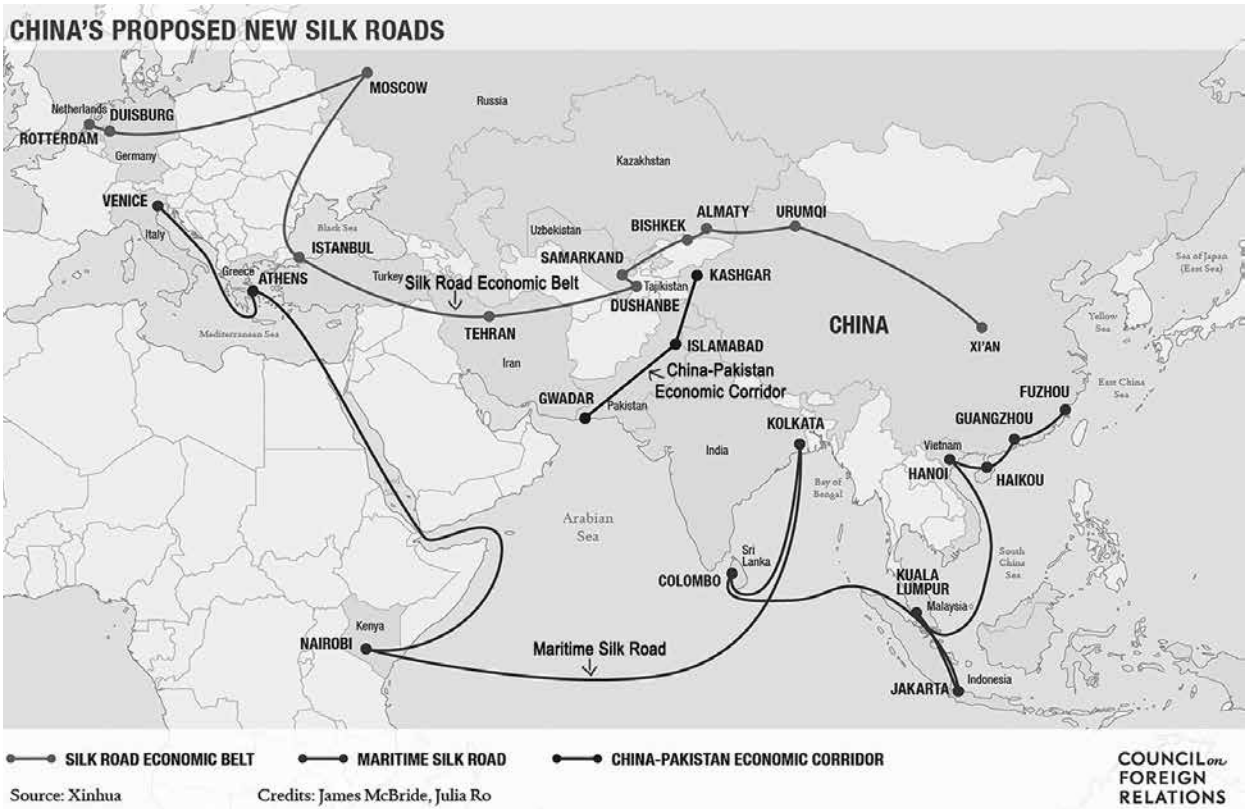 CHINA'S PROPOSED NEW SILK ROADS
MOSCOW
Russia
Netherlands
DUISBURG
ROTTERDAM
Germany
Kazakhstan
VENICE
Italy
Black Sea
ISTANBUL
Uzbekistan
BISHKEK
ALMATY
URUMQI
SAMARKAND
Sea of Japan
(East Sea)
Greece
ATHENS
Turkey
Silk Road Economic Belt
Tajikistan
KASHGAR
DUSHANBE
CHINA
Yellow
Sea
Mediterranean Sea
TEHRAN
Iran
ISLAMABAD
XI'AN
China-Pakistan
Economic Corridor
East China
Sea
GWADAR
Pakistan
FUZHOU
GUANGZHOU
KOLKATA
India
Vietnam
HANOI
HAIKOU
Bay of
Bengal
Arabian
Sea
Sri
Lanka
COLOMBO
South
China
Sea
KUALA
LUMPUR
Malaysia
Kenya
NAIROBI
Maritime Silk Road
JAKARTA
Indonesia
SILK ROAD ECONOMIC BELT
MARITIME SILK ROAD
CHINA-PAKISTAN ECONOMIC CORRIDOR
Source: Xinhua
Credits: James McBride, Julia Ro
COUNCIL on
FOREIGN
RELATIONS